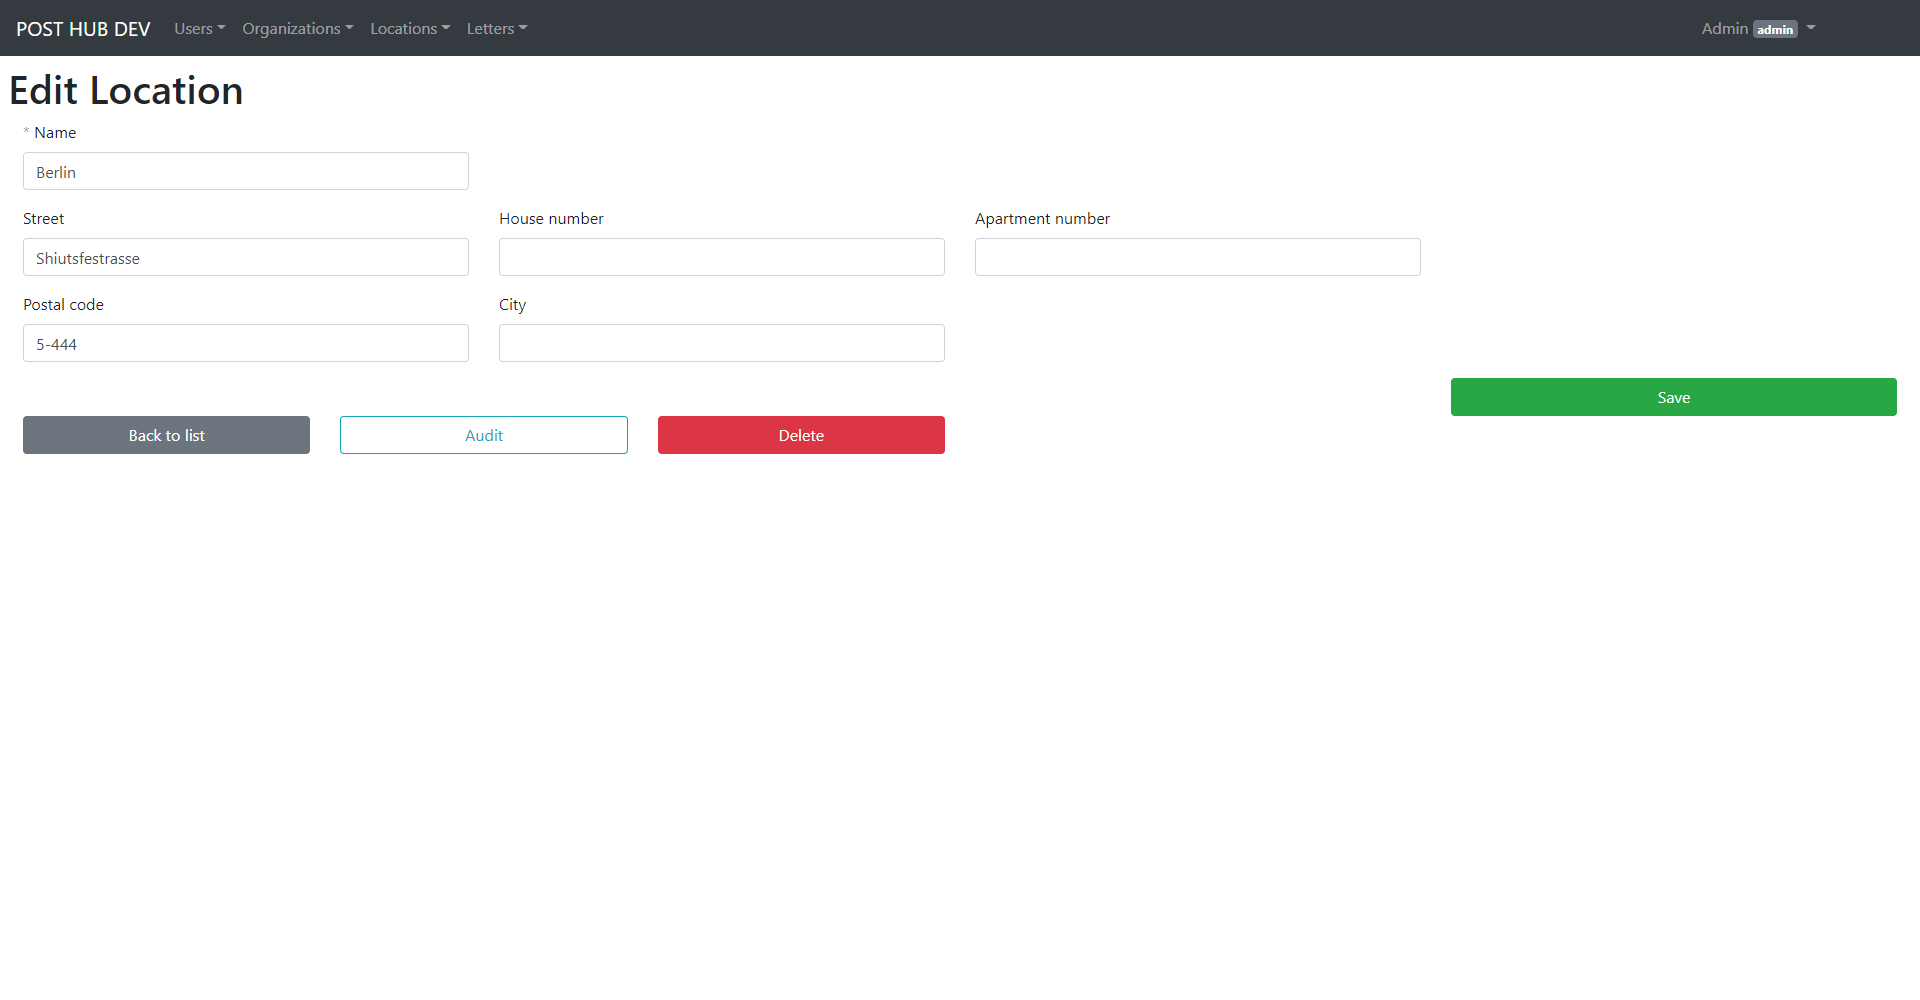 POST HUB DEV Users Organizations Locations Letters Admin admin
Edit Location
* Name
Berlin
Street House number Apartment number
Shiutsfestrasse
Postal code City
5-444
Save
Back to list Audit Delete